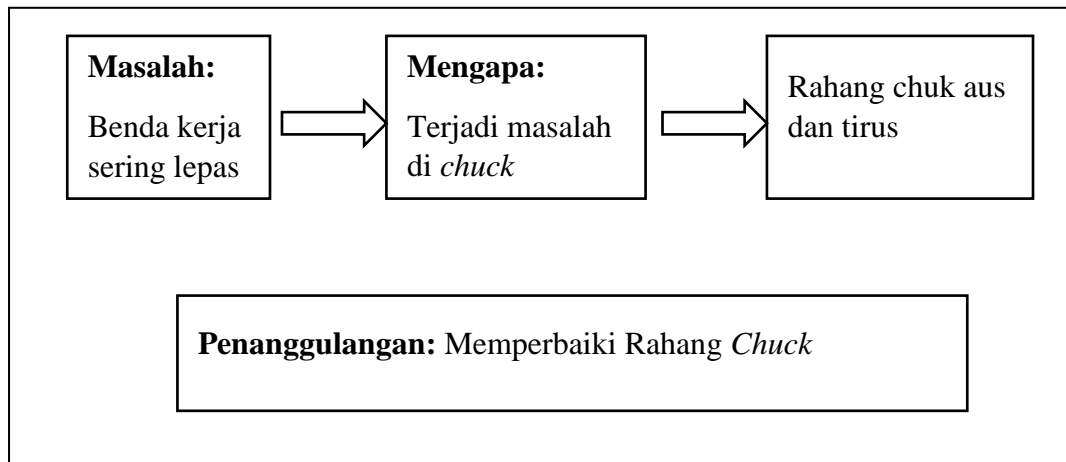 Masalah:
Benda kerja
sering lepas
Mengapa:
Terjadi masalah
di chuck
Rahang chuk aus
dan tirus
Penanggulangan: Memperbaiki Rahang Chuck